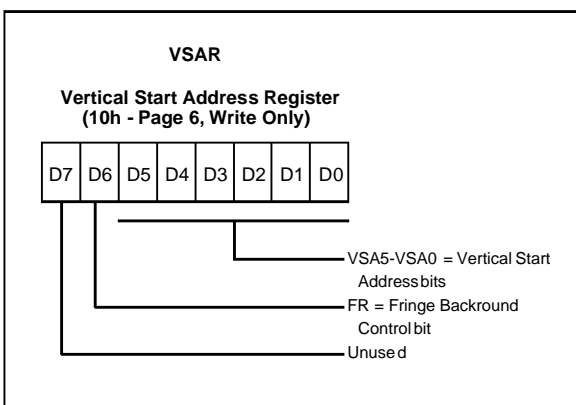 VSAR
Vertical Start Address Register
(10h - Page 6, Write Only)
D7 D6 D5 D4 D3 D2 D1 D0
VSA5-VSA0 = Vertical Start
Address bits
FR = Fringe Backround
Control bit
Unused